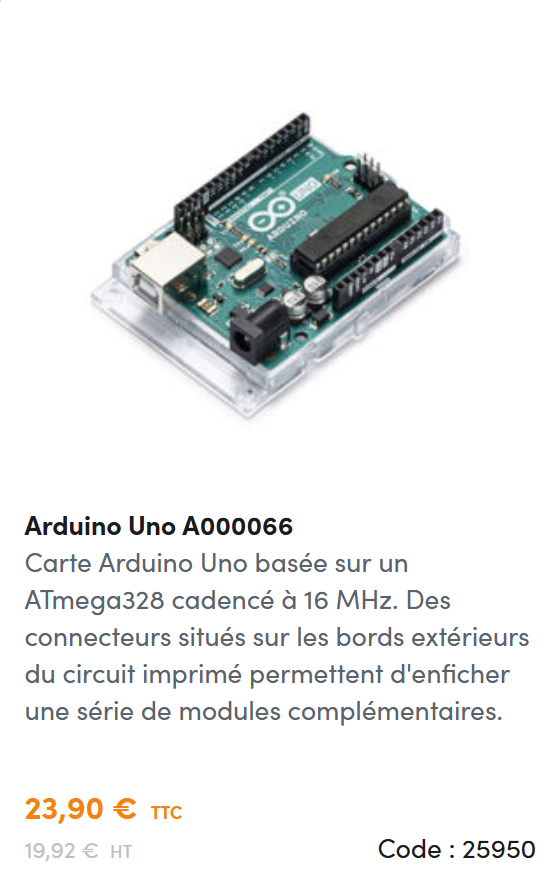 UNO
ARDUINO
Arduino Uno A000066
Carte Arduino Uno basée sur un
ATmega328 cadencé à 16 MHz. Des
connecteurs situés sur les bords extérieurs
du circuit imprimé permettent d'enficher
une série de modules complémentaires.
23,90 € TTC
19,92 € HT
Code : 25950